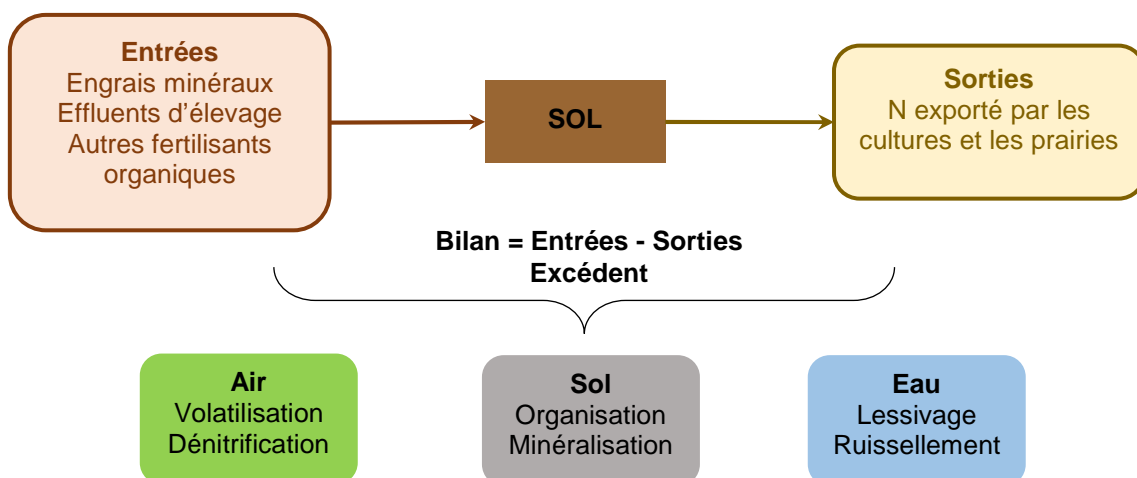 Entrées
Engrais minéraux
Effluents d’élevage
Autres fertilisants
organiques
SOL
Sorties
N exporté par les
cultures et les prairies
Bilan = Entrées - Sorties
Excédent
Air
Volatilisation
Dénitrification
Sol
Organisation
Minéralisation
Eau
Lessivage
Ruissellement